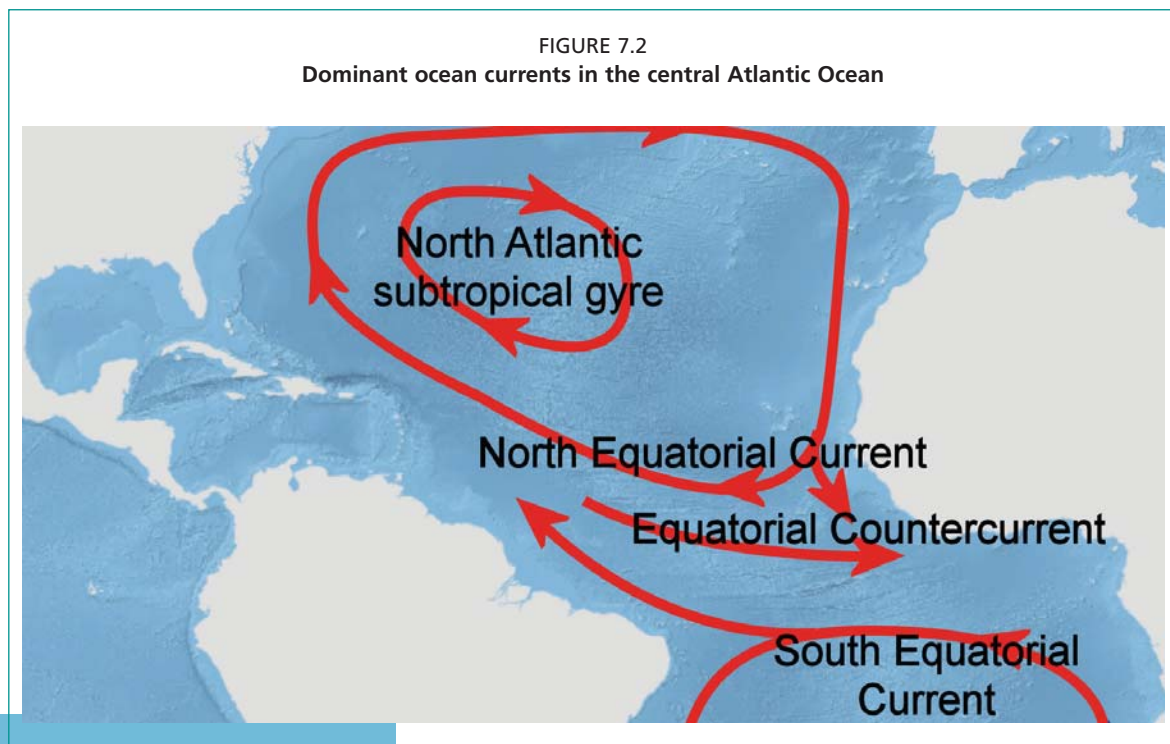 FIGURE 7.2
Dominant ocean currents in the central Atlantic Ocean
North Atlantic
subtropical gyre
North Equatorial Current
Equatorial Countercurrent
South Equatorial
Current